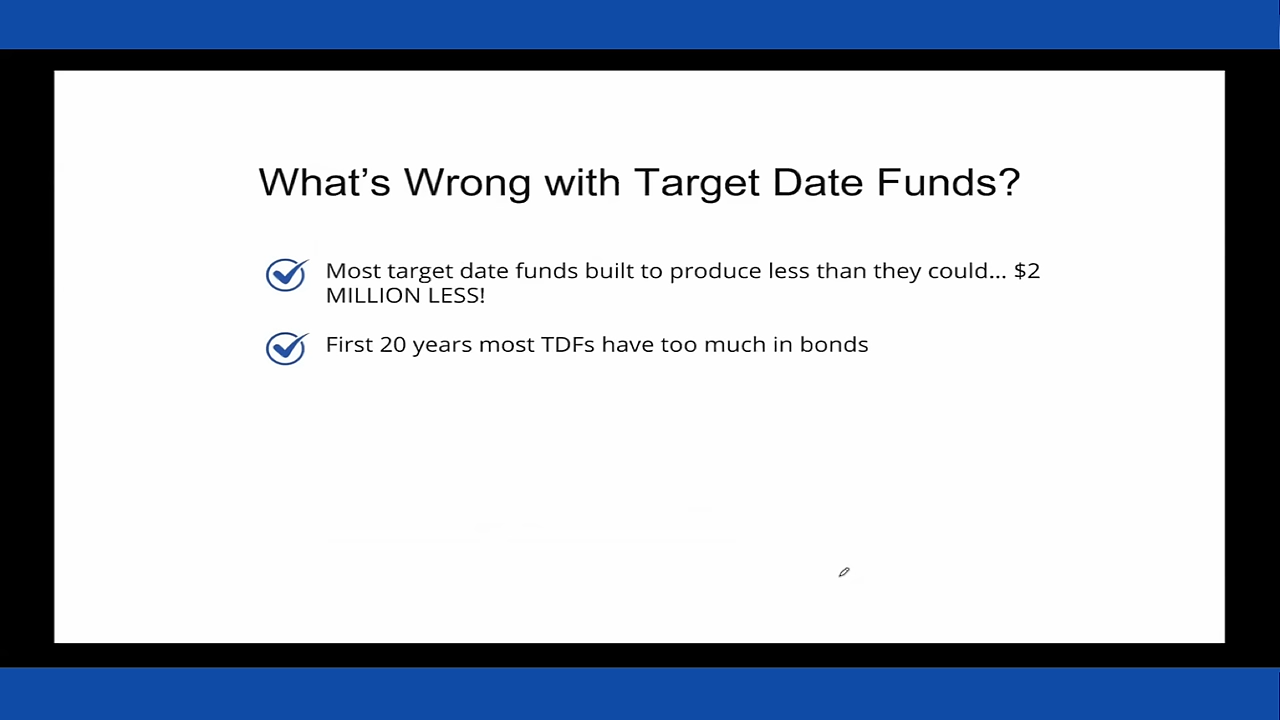 What's Wrong with Target Date Funds?
Most target date funds built to produce less than they could... $2
MILLION LESS!
First 20 years most TDFs have too much in bonds